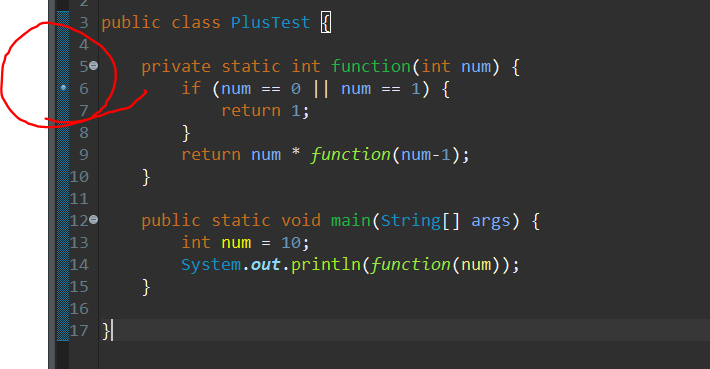 2
3 public class PlusTest {
4
5 private static int function(int num) {
6 if (num == 0 || num == 1) {
7 return 1;
8 }
9 return num * function(num-1);
10 }
11
12 public static void main(String[] args) {
13 int num = 10;
14 System.out.println(function(num));
15 }
16
17 }